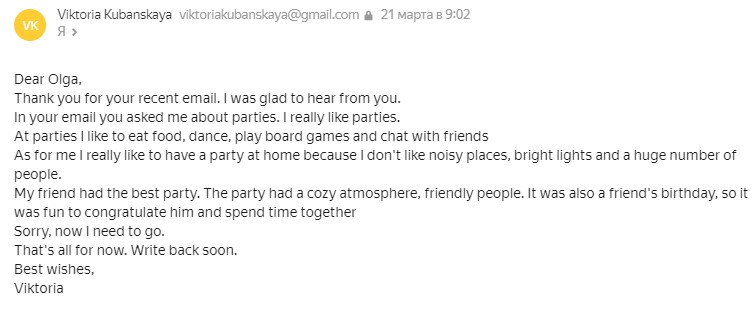 VK
Viktoria Kubanskaya viktoriakubanskaya@gmail.com 21 марта в 9:02
Я >
Dear Olga,
Thank you for your recent email. I was glad to hear from you.
In your email you asked me about parties. I really like parties.
At parties I like to eat food, dance, play board games and chat with friends
As for me I really like to have a party at home because I don't like noisy places, bright lights and a huge number of
people.
My friend had the best party. The party had a cozy atmosphere, friendly people. It was also a friend's birthday, so it
was fun to congratulate him and spend time together
Sorry, now I need to go.
That's all for now. Write back soon.
Best wishes,
Viktoria